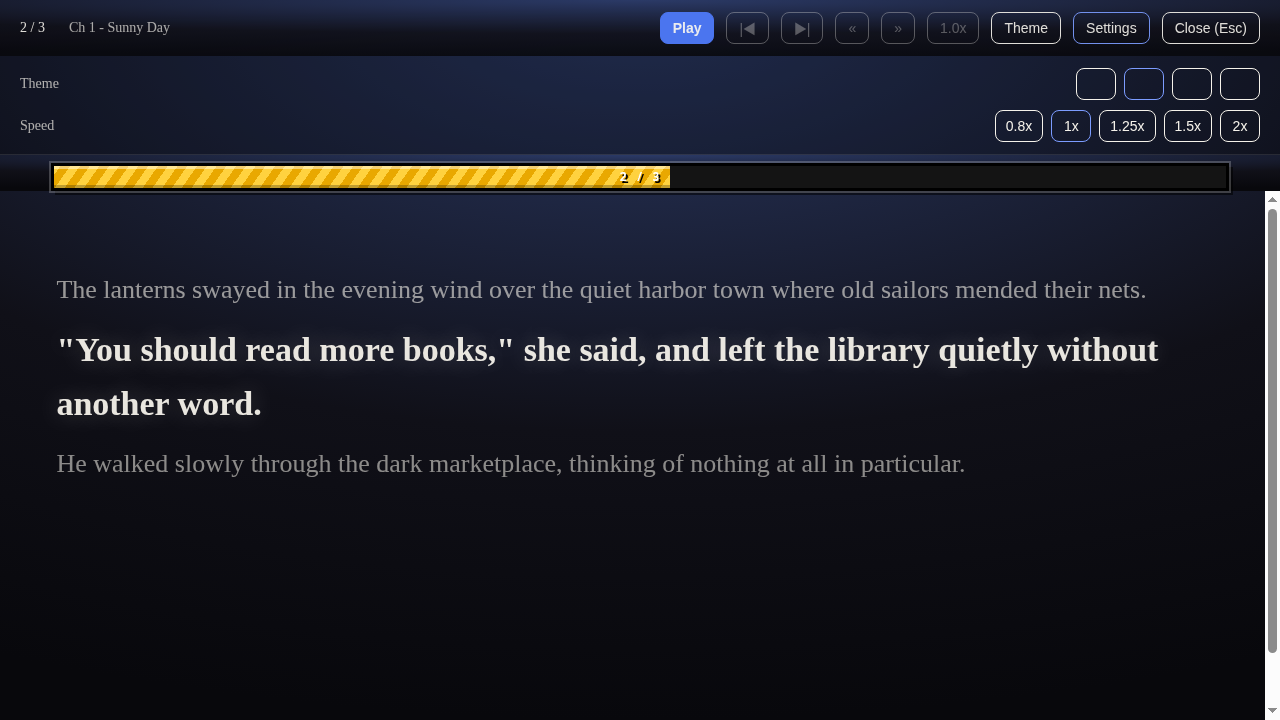 2 / 3 Ch 1 - Sunny Day Play « » 1.0x Theme Settings Close (Esc)
Theme
Speed 0.8x 1x 1.25x 1.5x 2x
2 / 3
The lanterns swayed in the evening wind over the quiet harbor town where old sailors mended their nets.
"You should read more books," she said, and left the library quietly without
another word.
He walked slowly through the dark marketplace, thinking of nothing at all in particular.